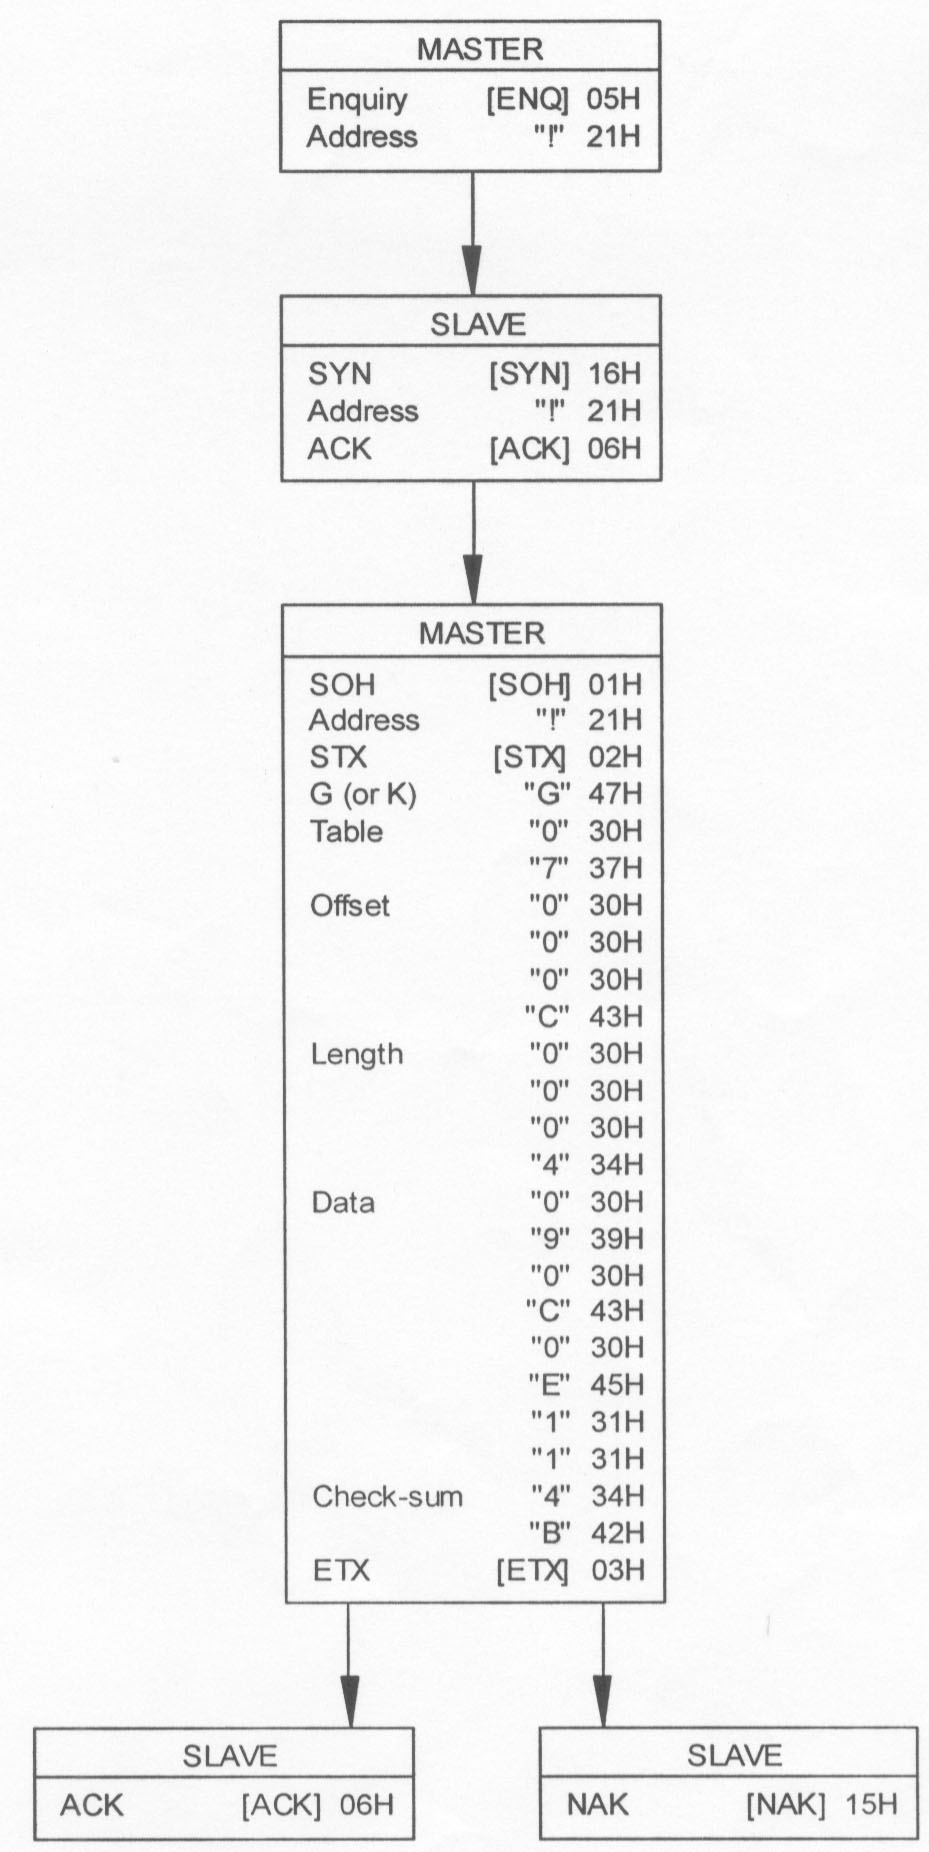 MASTER
Enquiry [ENQ] 05H
Address "!" 21H
SLAVE
SYN [SYN] 16H
Address "!" 21H
ACK [ACK] 06H
MASTER
SOH [SOH] 01H
Address "!" 21H
STX [STX] 02H
G (or K) "G" 47H
Table "0" 30H
"7" 37H
Offset "0" 30H
"0" 30H
"0" 30H
"C" 43H
Length "0" 30H
"0" 30H
"0" 30H
"4" 34H
Data "0" 30H
"9" 39H
"0" 30H
"C" 43H
"0" 30H
"E" 45H
"1" 31H
"1" 31H
Check-sum "4" 34H
"B" 42H
ETX [ETX] 03H
SLAVE
ACK [ACK] 06H
SLAVE
NAK [NAK] 15H